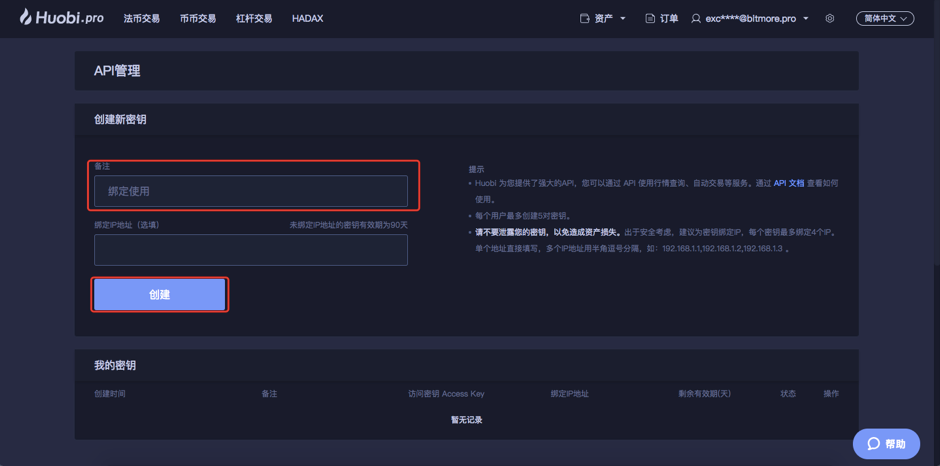 Huobi.pro 法币交易 币币交易 杠杆交易 HADAX 资产 订单 exc****@bltmore.pro 简体中文
API管理
创建新密钥
备注
绑定使用
绑定IP地址（选填） 未绑定IP地址的密钥有效期为90天
创建
提示
Huobi 为您提供了强大的API，您可以通过 API 使用行情查询、自动交易等服务。通过 API 文档 查看如何
使用。
每个用户最多创建5对密钥。
请不要泄露您的密钥，以免造成资产损失。出于安全考虑，建议为密钥绑定IP，每个密钥最多绑定4个IP。
单个地址直接填写，多个IP地址用半角逗号分隔，如：192.168.1.1,192.168.1.2,192.168.1.3 。
我的密钥
创建时间 备注 访问密钥 Access Key 绑定IP地址 剩余有效期(天) 状态 操作
暂无记录
帮助